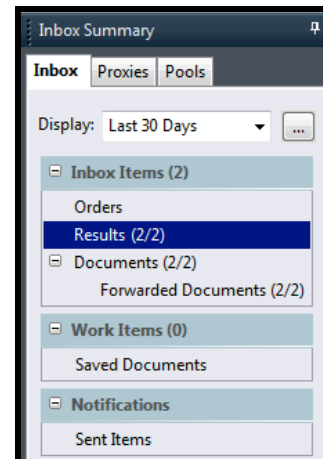 Inbox Summary
Inbox Proxies Pools
Display: Last 30 Days ...
Inbox Items (2)
Orders
Results (2/2)
Documents (2/2)
Forwarded Documents (2/2)
Work Items (0)
Saved Documents
Notifications
Sent Items